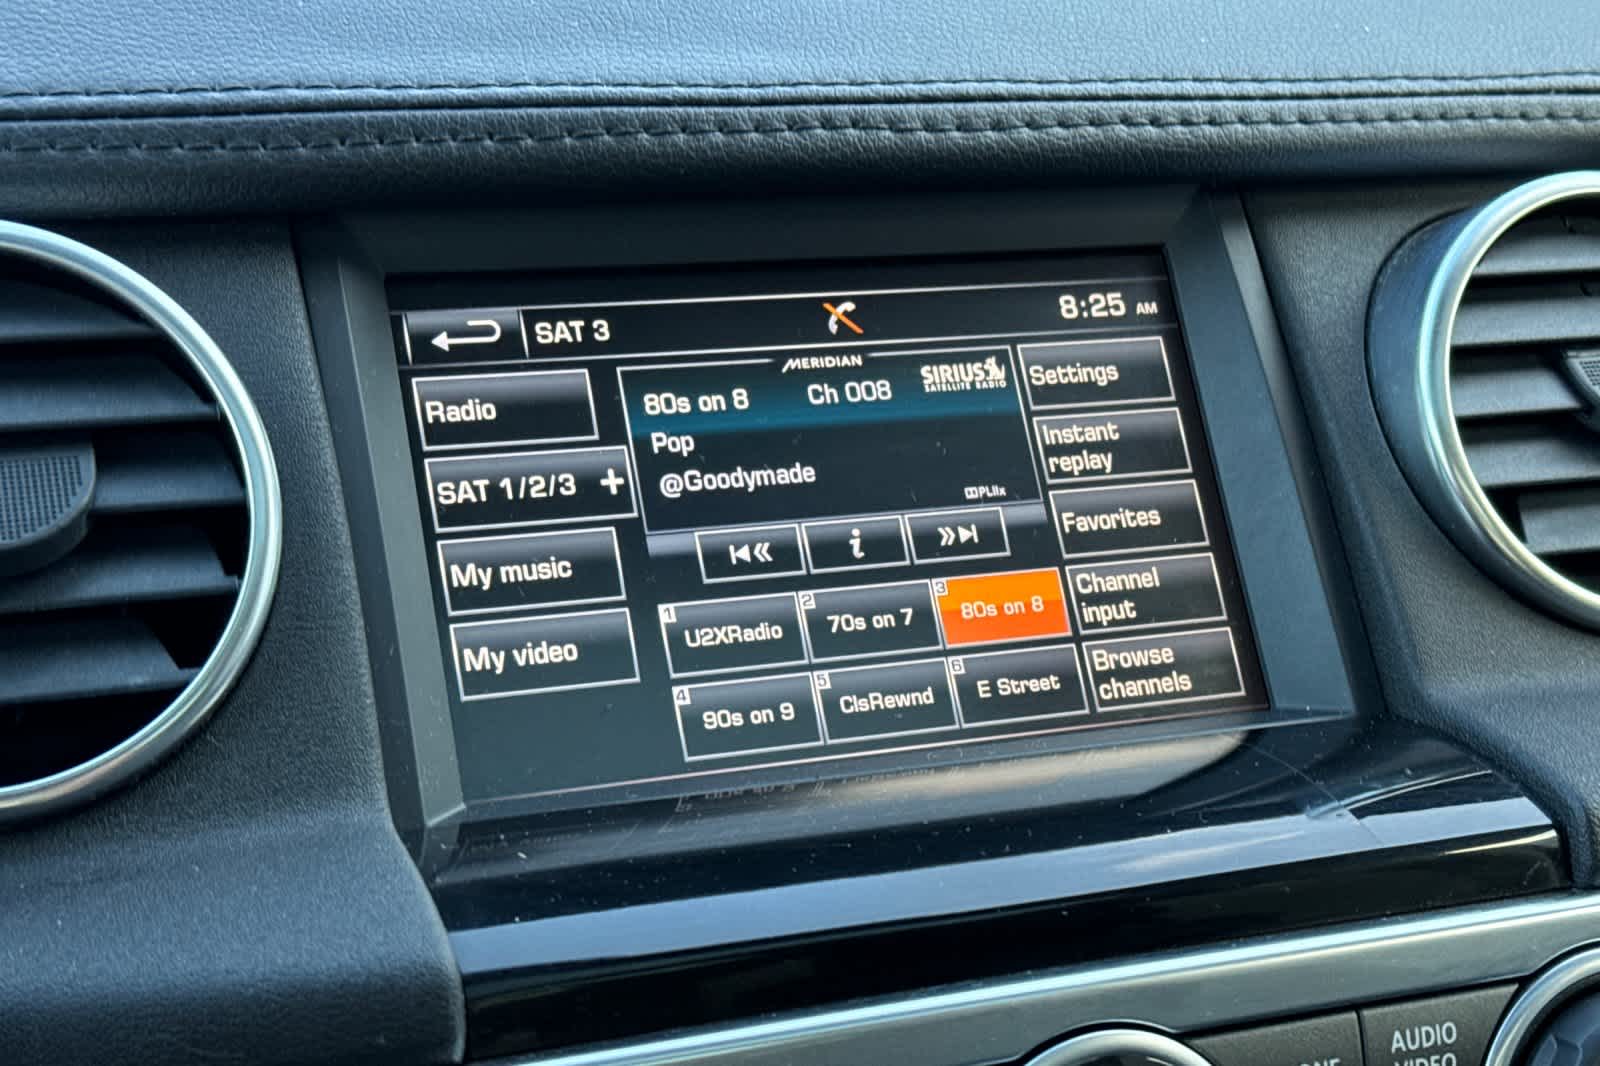 SAT 3
8:25 AM
MERIDIAN
Radio
80s on 8
Ch 008
SIRIUS
SATELLITE RADIO
Settings
Pop
@Goodymade
Instant
replay
SAT 1/2/3 +
PLIIx
Favorites
My music
i
1
U2XRadio
2
70s on 7
3
80s on 8
Channel
input
My video
4
90s on 9
5
ClsRewnd
6
E Street
Browse
channels
AUDIO
VIDEO